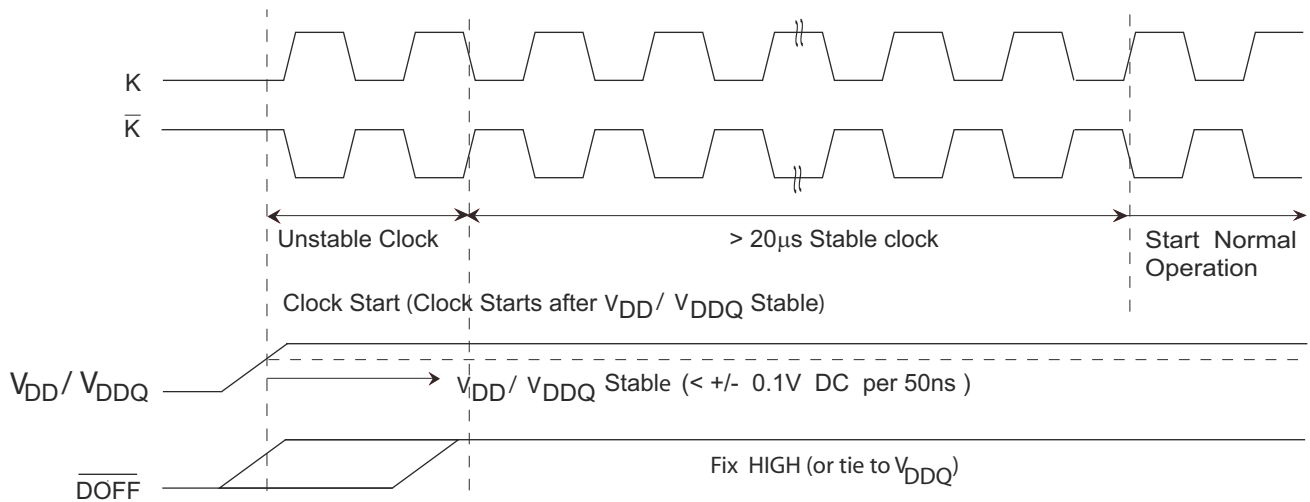 K
K̅
Unstable Clock
> 20μs Stable clock
Start Normal
Operation
Clock Start (Clock Starts after VDD / VDDQ Stable)
VDD / VDDQ
VDD / VDDQ Stable (< +/- 0.1V DC per 50ns )
Fix HIGH (or tie to VDDQ)
DOFF